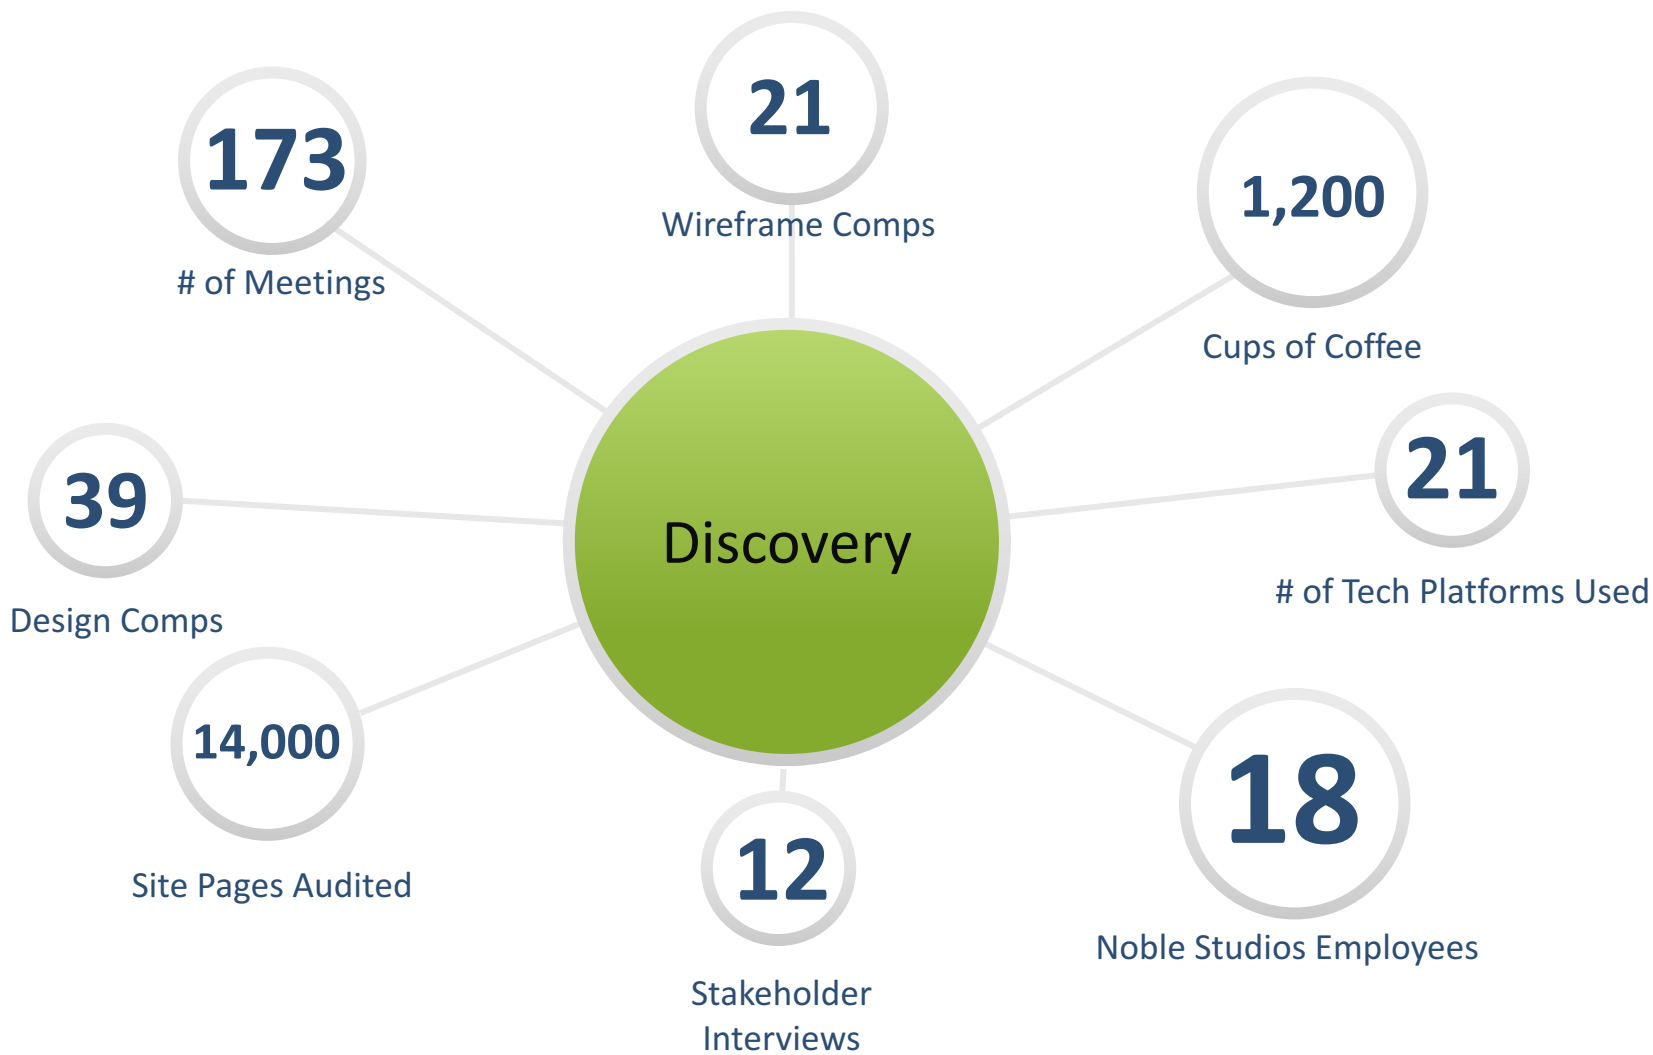 21
Wireframe Comps
173
# of Meetings
1,200
Cups of Coffee
39
Design Comps
Discovery
21
# of Tech Platforms Used
14,000
Site Pages Audited
12
Stakeholder
Interviews
18
Noble Studios Employees